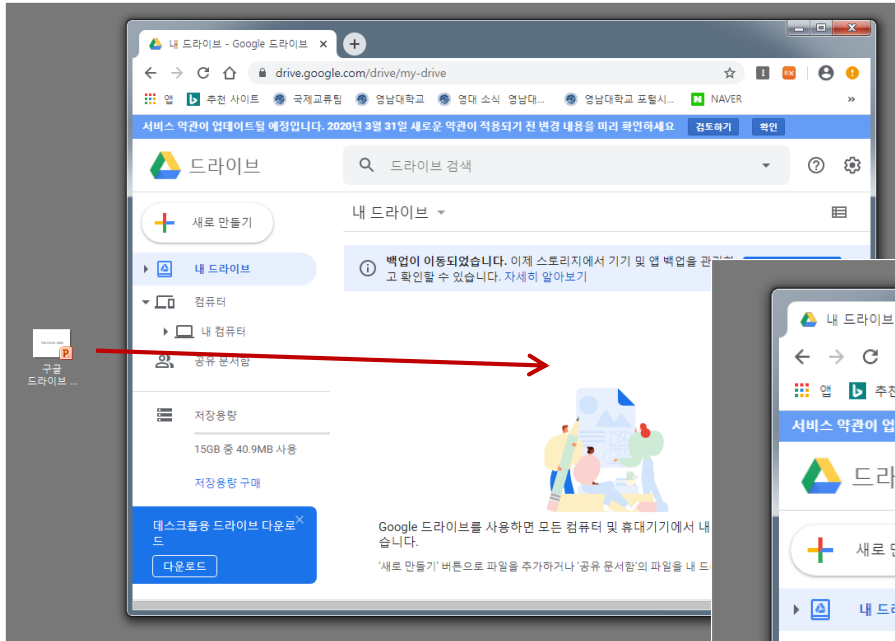 내 드라이브 - Google 드라이브
drive.google.com/drive/my-drive
앱 추천 사이트 국제교류팀 영남대학교 영대 소식 영남대... 영남대학교 포털시... NAVER
서비스 약관이 업데이트될 예정입니다. 2020년 3월 31일 새로운 약관이 적용되기 전 변경 내용을 미리 확인하세요 검토하기 확인
드라이브
드라이브 검색
새로 만들기
내 드라이브
내 드라이브
백업이 이동되었습니다. 이제 스토리지에서 기기 및 앱 백업을
고 확인할 수 있습니다. 자세히 알아보기
컴퓨터
내 컴퓨터
공유 문서함
저장용량
15GB 중 40.9MB 사용
저장용량 구매
데스크톱용 드라이브 다운로
드
다운로드
Google 드라이브를 사용하면 모든 컴퓨터 및 휴대기기에서 내
습니다.
'새로 만들기' 버튼으로 파일을 추가하거나 '공유 문서함'의 파일을 내
구글
드라이브 ...
내 드라이브
앱
서비스 약관이
새로